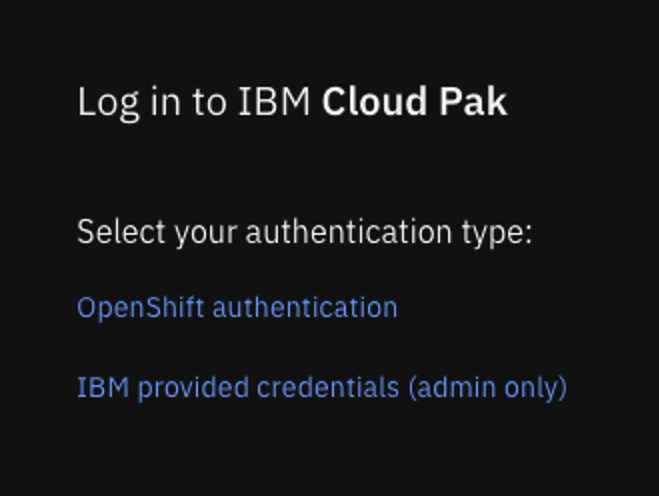 Log in to IBM Cloud Pak
Select your authentication type:
OpenShift authentication
IBM provided credentials (admin only)